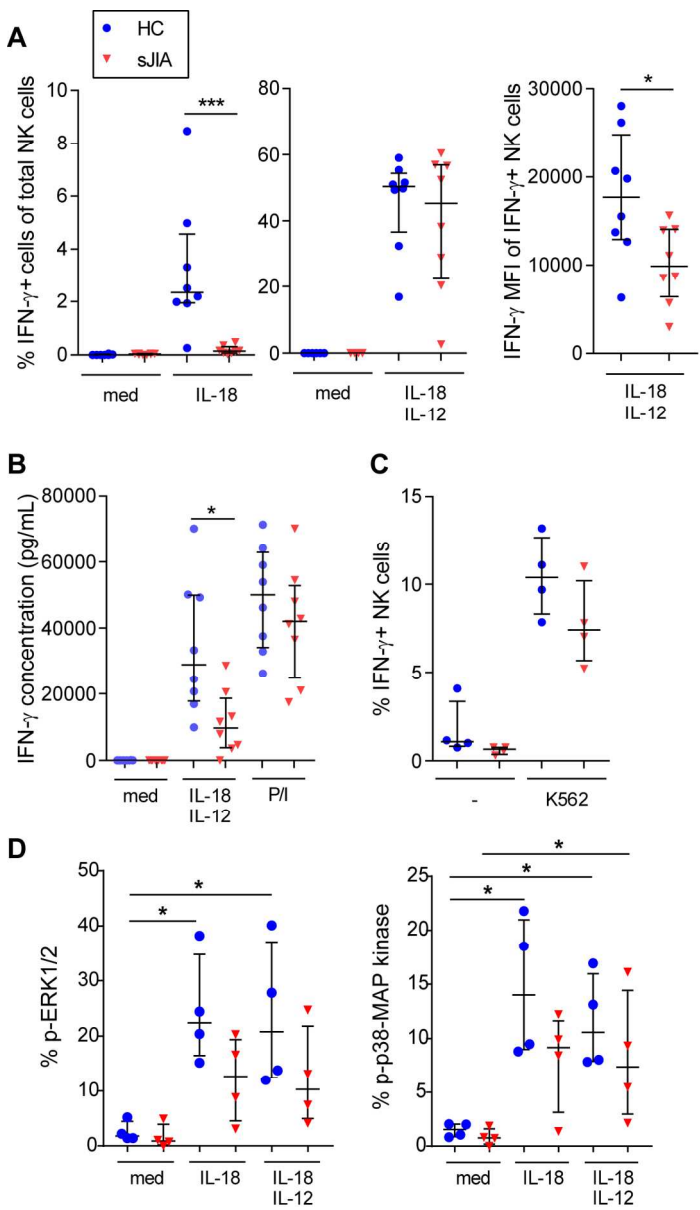 A
HC
sJIA
% IFN-γ+ cells of total NK cells
10
8
6
4
2
0
***
med
IL-18
80
60
40
20
0
med
IL-18
IL-12
IFN-γ MFI of IFN-γ+ NK cells
30000
20000
10000
0
*
IL-18
IL-12
B
IFN-γ concentration (pg/mL)
80000
60000
40000
20000
0
*
med
IL-18
IL-12
P/I
C
% IFN-γ+ NK cells
15
10
5
0
-
K562
D
% p-ERK1/2
50
40
30
20
10
0
*
*
med
IL-18
IL-18
IL-12
% p-p38-MAP kinase
25
20
15
10
5
0
*
*
*
med
IL-18
IL-18
IL-12